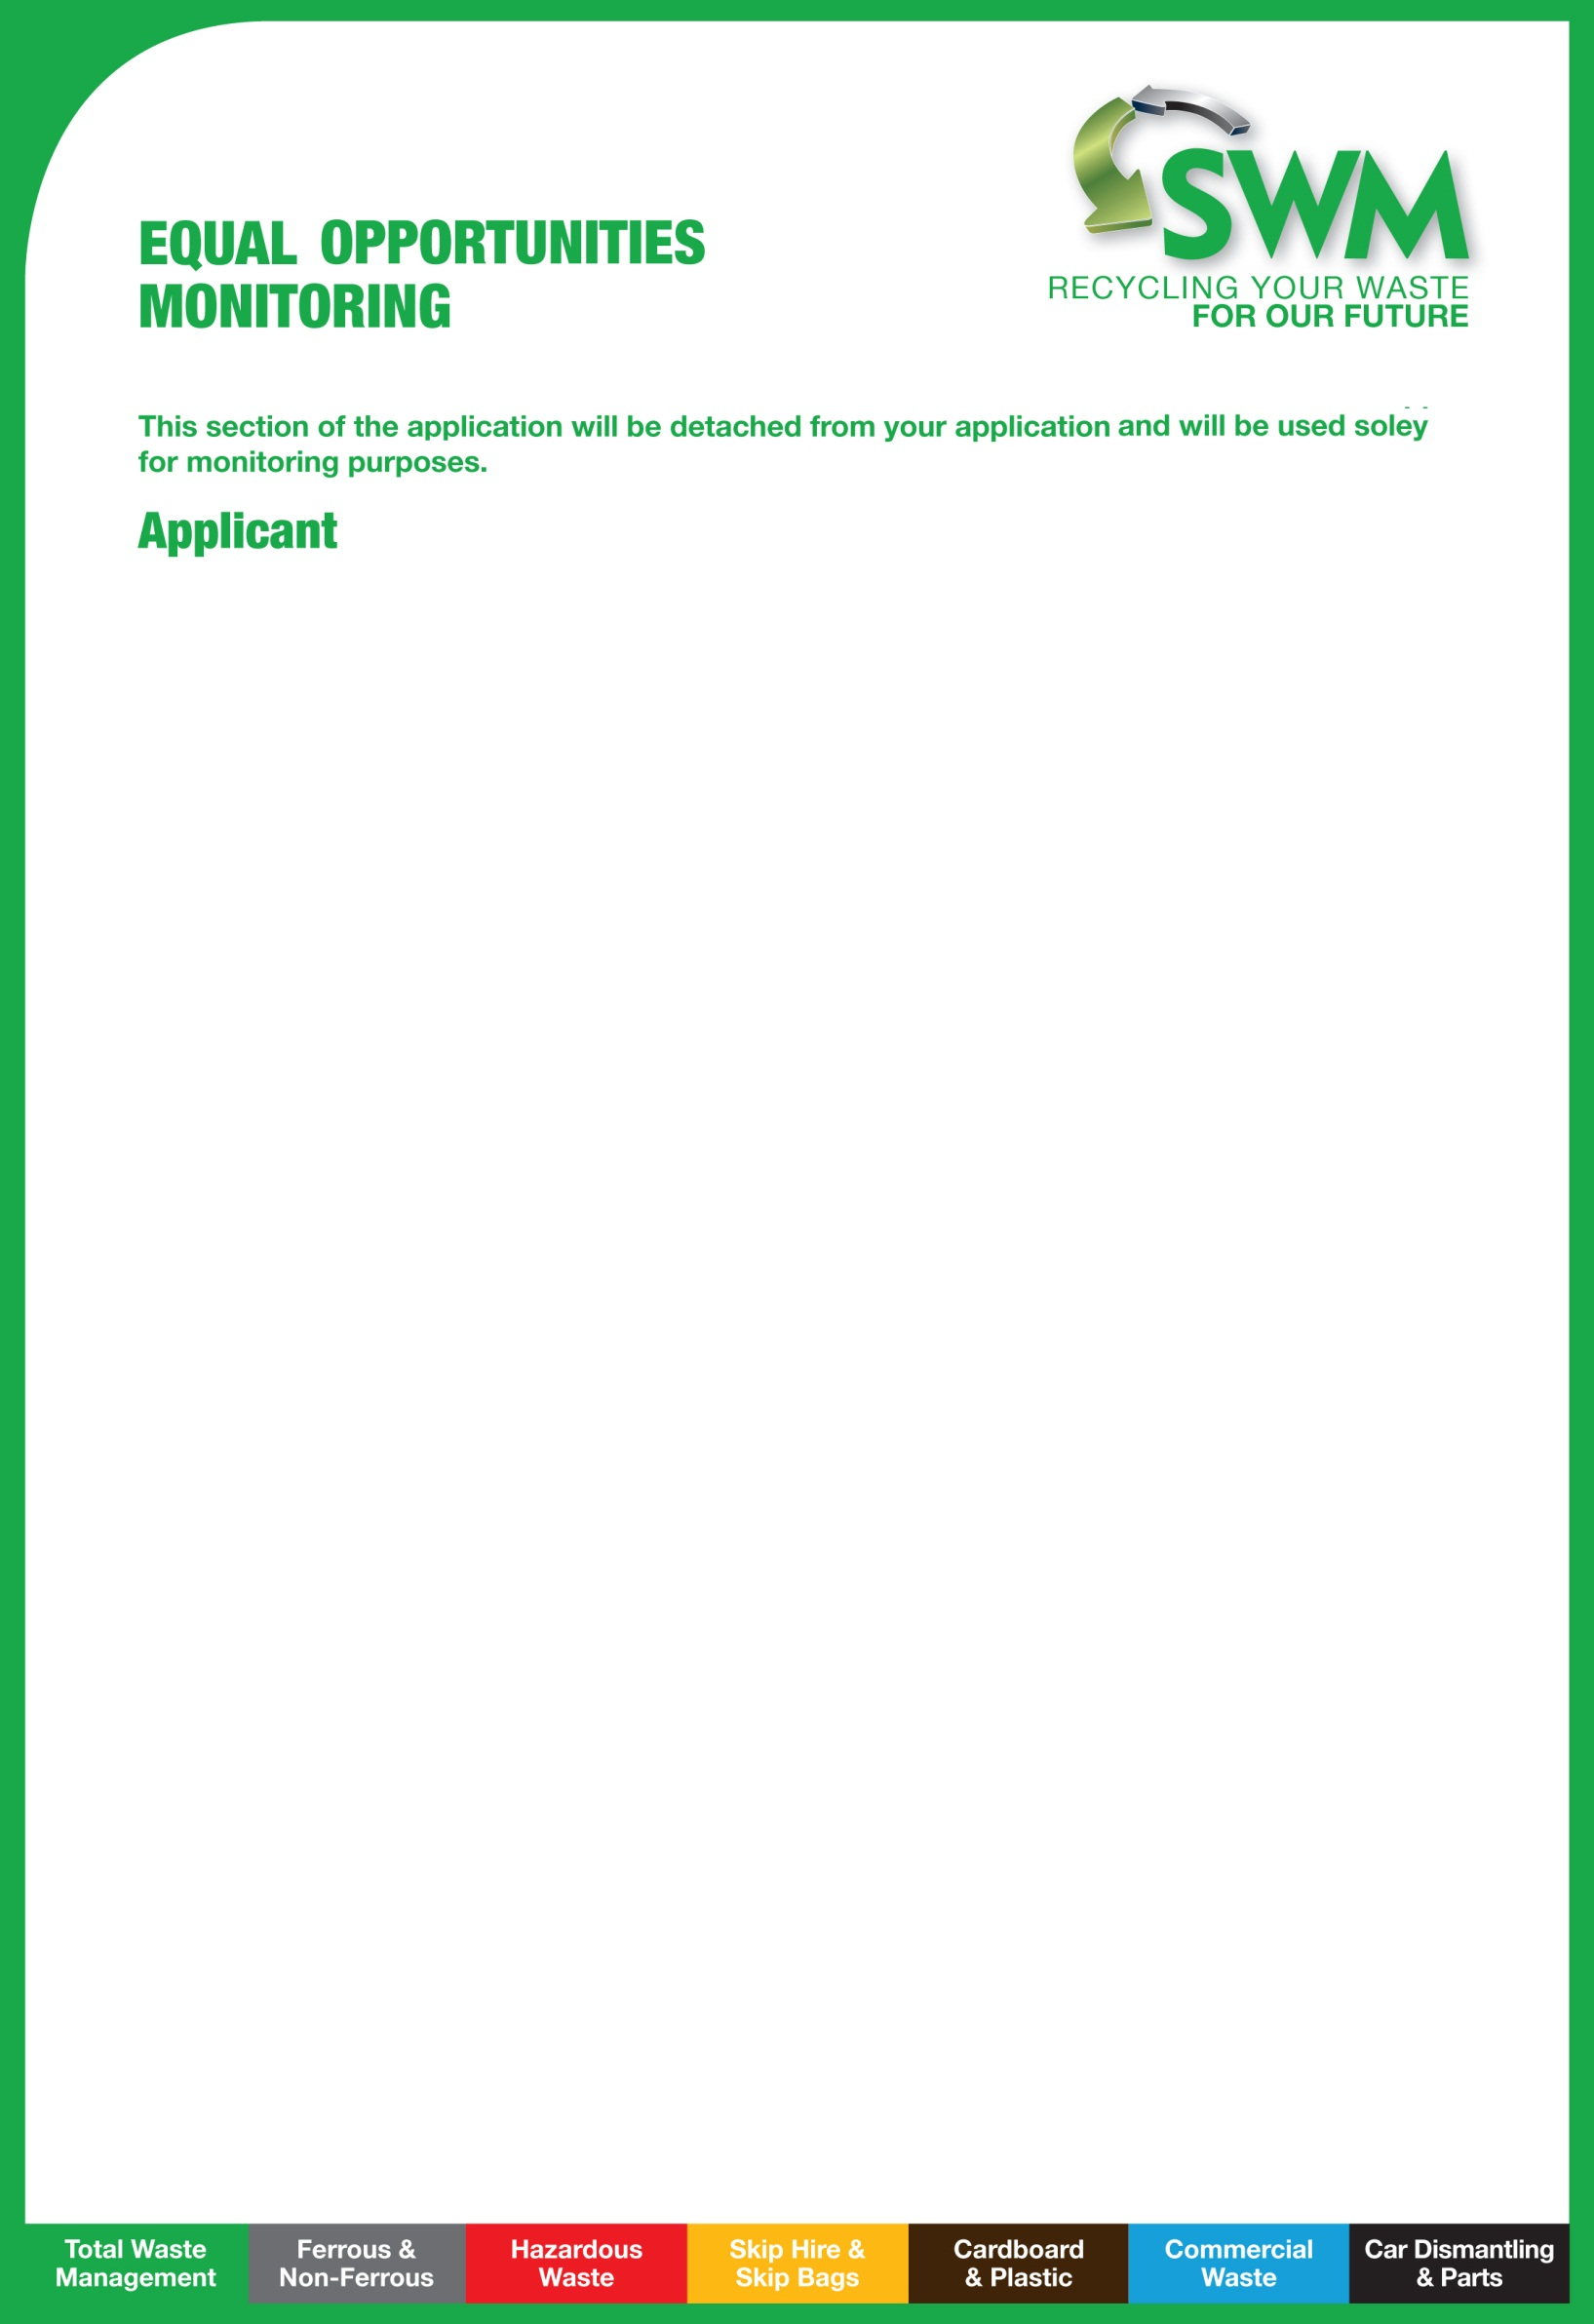 SWM
RECYCLING YOUR WASTE
FOR OUR FUTURE
EQUAL OPPORTUNITIES
MONITORING
This section of the application will be detached from your application and will be used soley
for monitoring purposes.
Applicant
Total Waste
Management
Ferrous &
Non-Ferrous
Hazardous
Waste
Skip Hire &
Skip Bags
Cardboard
& Plastic
Commercial
Waste
Car Dismantling
& Parts